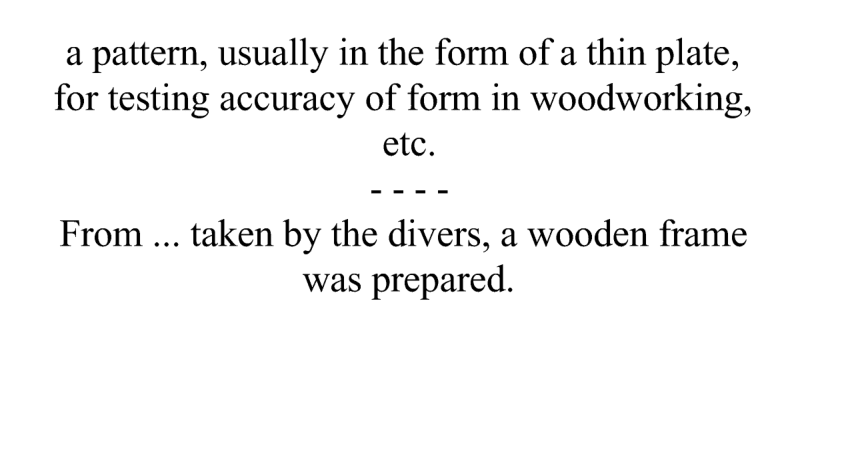 a pattern, usually in the form of a thin plate,
for testing accuracy of form in woodworking,
etc.
- - - -
From ... taken by the divers, a wooden frame
was prepared.